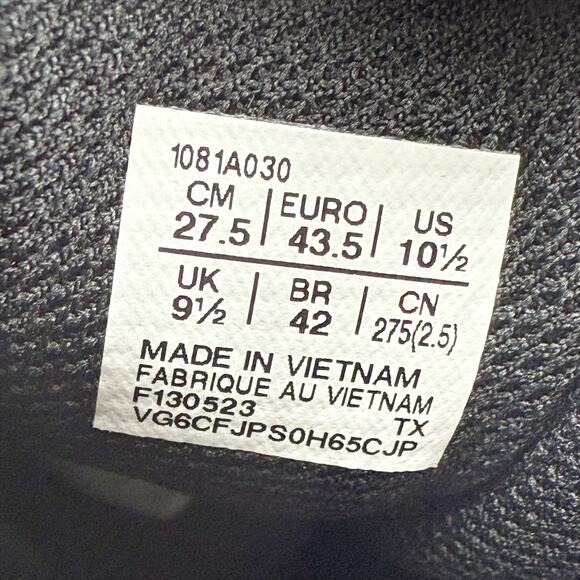 1081A030
CM | EURO | US
27.5 | 43.5 | 10½
UK | BR | CN
9½ | 42 | 275(2.5)
MADE IN VIETNAM
FABRIQUE AU VIETNAM
F130523 TX
VG6CFJPS0H65CJP